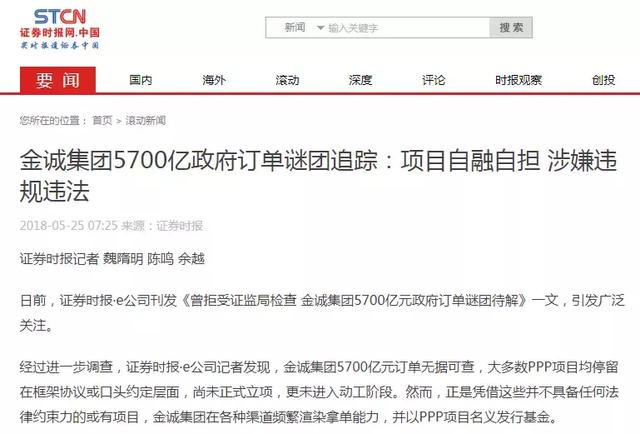 STCN
证券时报网.中国
买时报 道证券中国
新闻
输入关键字
搜 索
要 闻
国内
海外
滚动
深度
评论
时报观察
创投
您所在的位置： 首页 > 滚动新闻
金诚集团5700亿政府订单谜团追踪：项目自融自担 涉嫌违
规违法
2018-05-25 07:25 来源：证券时报
证券时报记者 魏隋明 陈鸣 余越
日前，证券时报·e公司刊发《曾拒受证监局检查 金诚集团5700亿元政府订单谜团待解》一文，引发广泛
关注。
经过进一步调查，证券时报·e公司记者发现，金诚集团5700亿元订单无据可查，大多数PPP项目均停留
在框架协议或口头约定层面，尚未正式立项，更未进入动工阶段。然而，正是凭借这些并不具备任何法
律约束力的或有项目，金诚集团在各种渠道频繁渲染拿单能力，并以PPP项目名义发行基金。